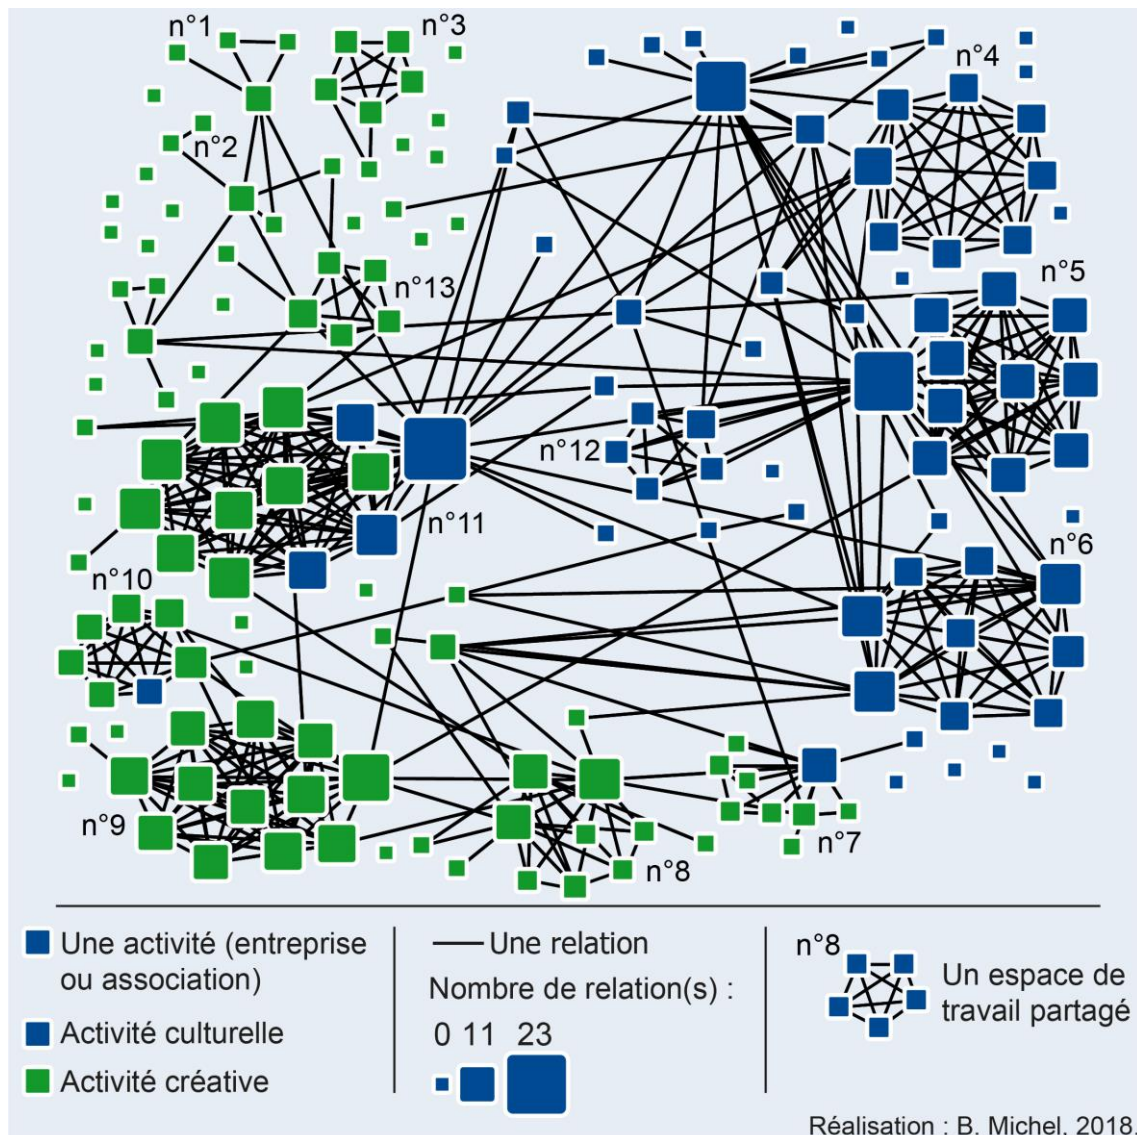 n°1
n°3
n°4
n°2
n°13
n°5
n°12
n°11
n°6
n°10
n°9
n°8
n°7
Une activité (entreprise
ou association)
Activité culturelle
Activité créative
Une relation
Nombre de relation(s) :
0 11 23
n°8
Un espace de
travail partagé
Réalisation : B. Michel, 2018.